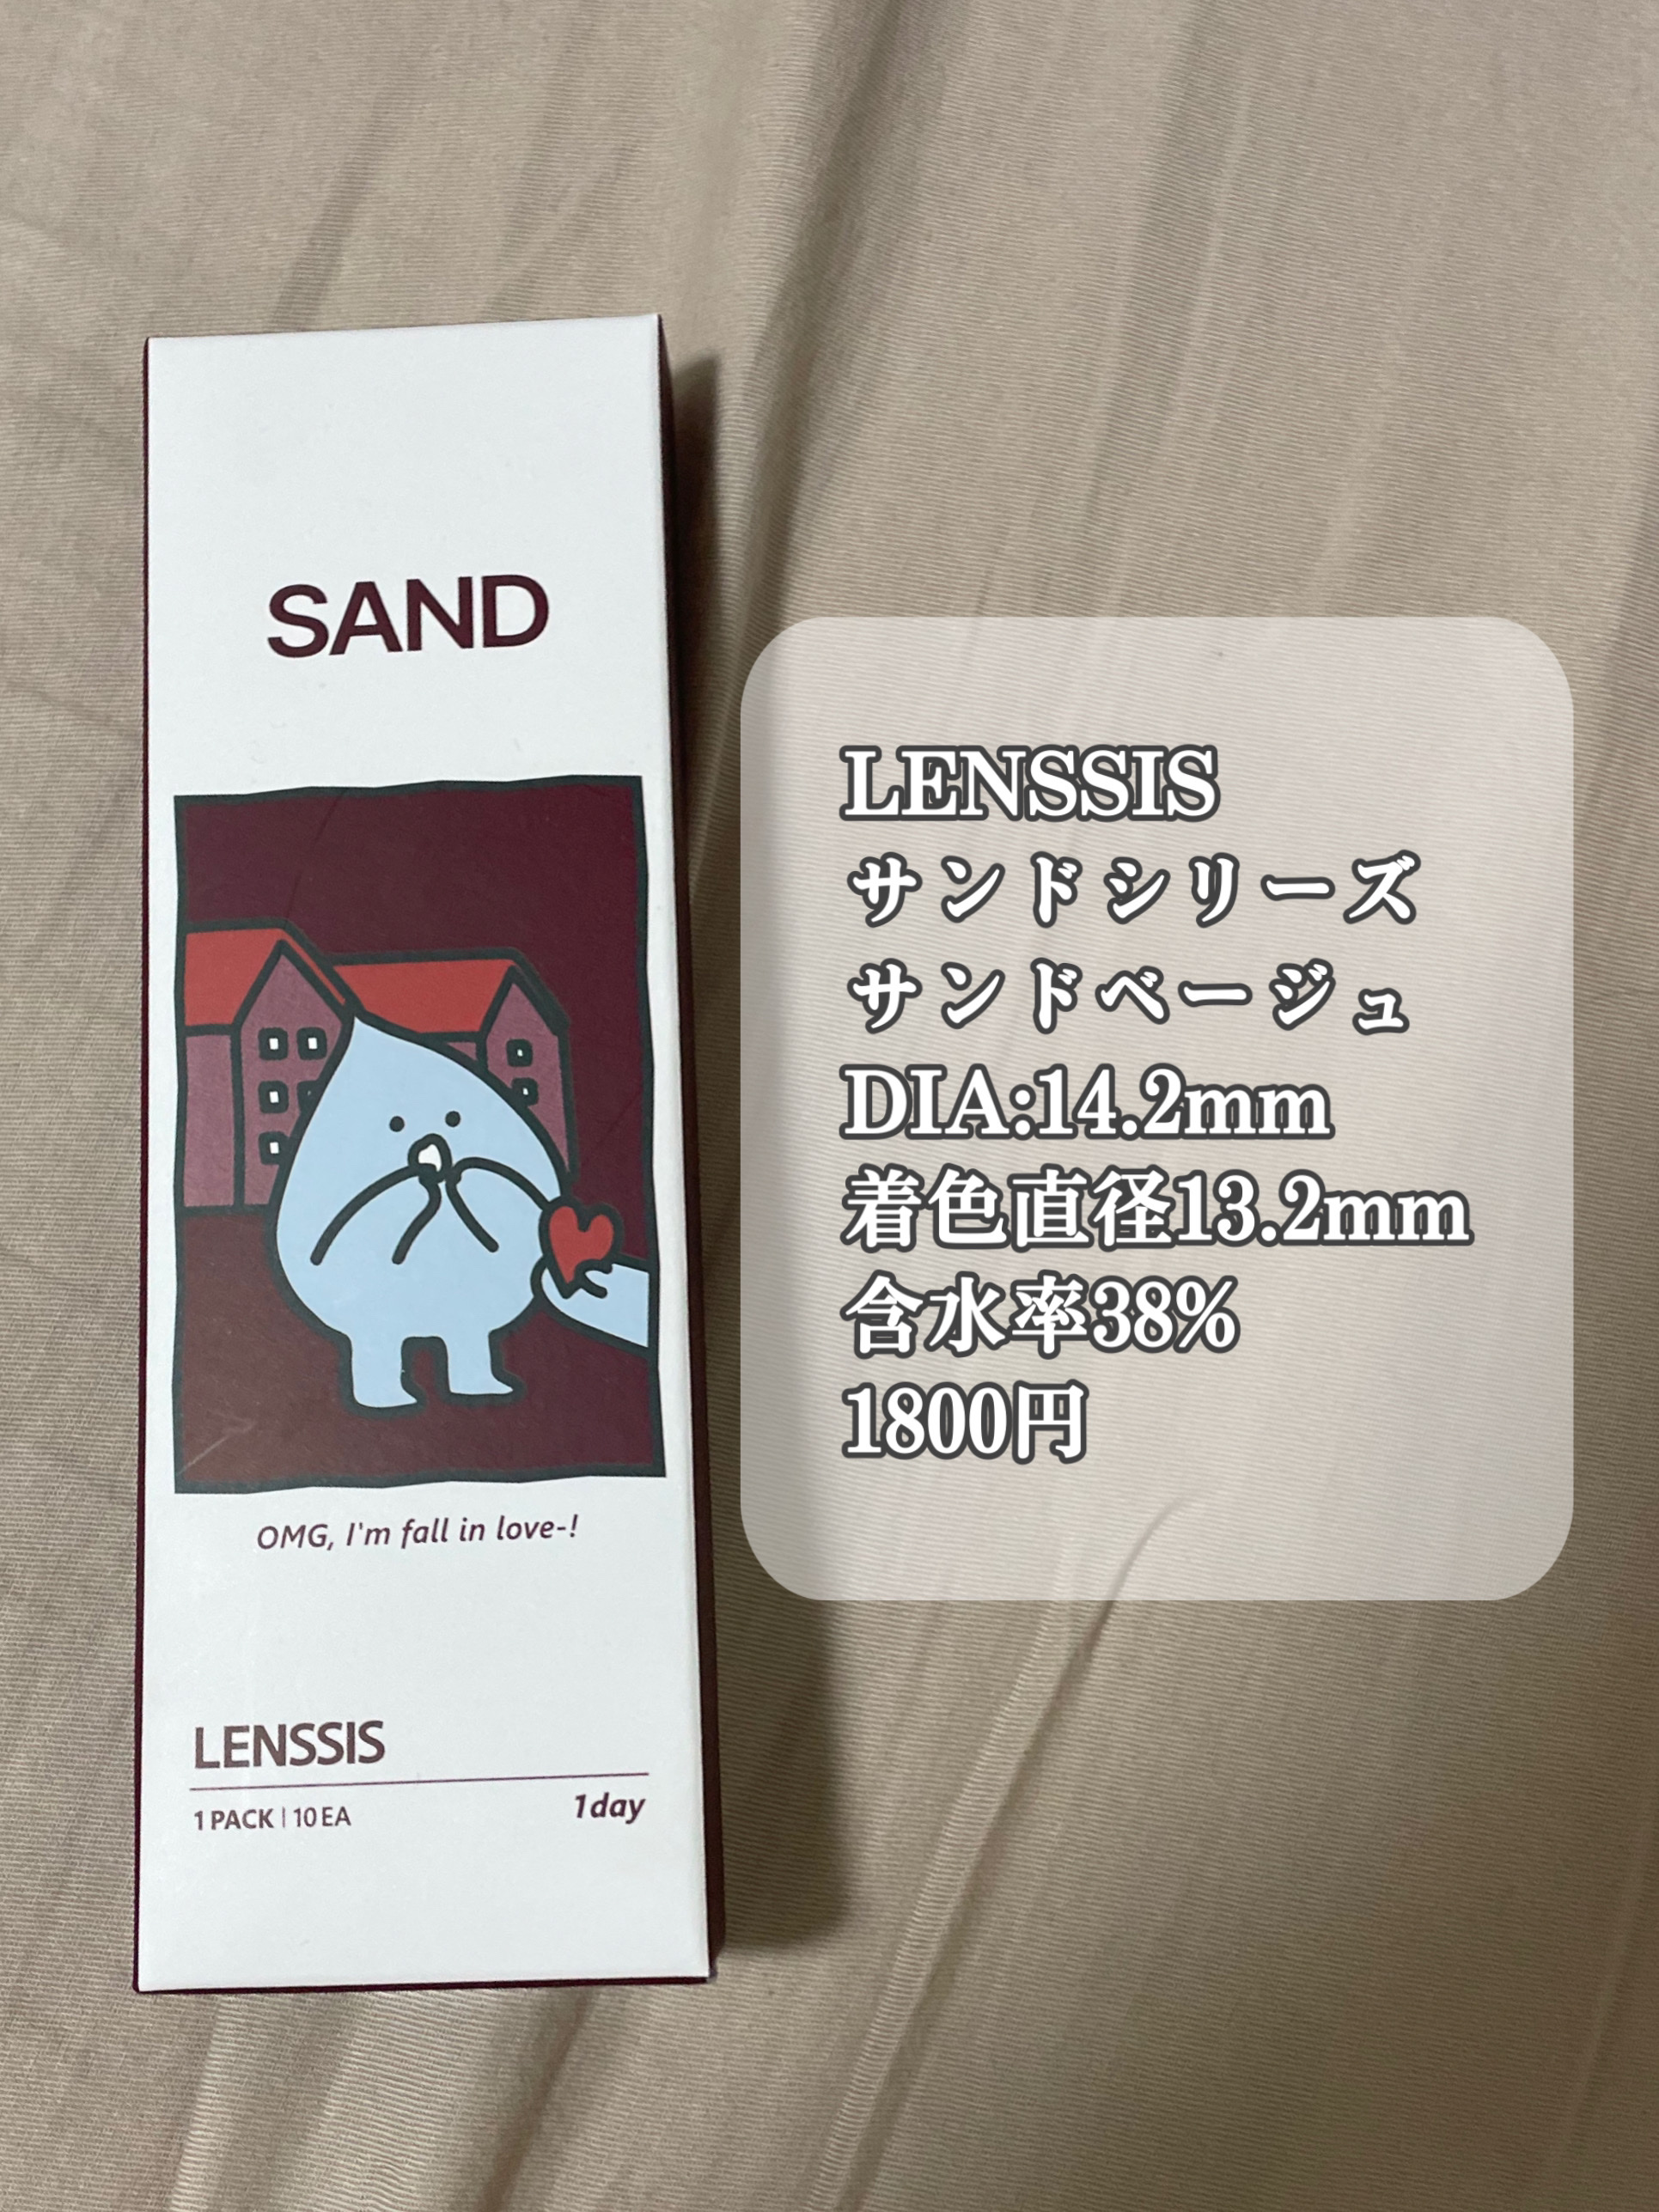 SAND
OMG, I'm fall in love-!
LENSSIS
1 PACK | 10 EA
1day
LENSSIS
サンドシリーズ
サンドベージュ
DIA:14.2mm
着色直径13.2mm
含水率38%
1800円